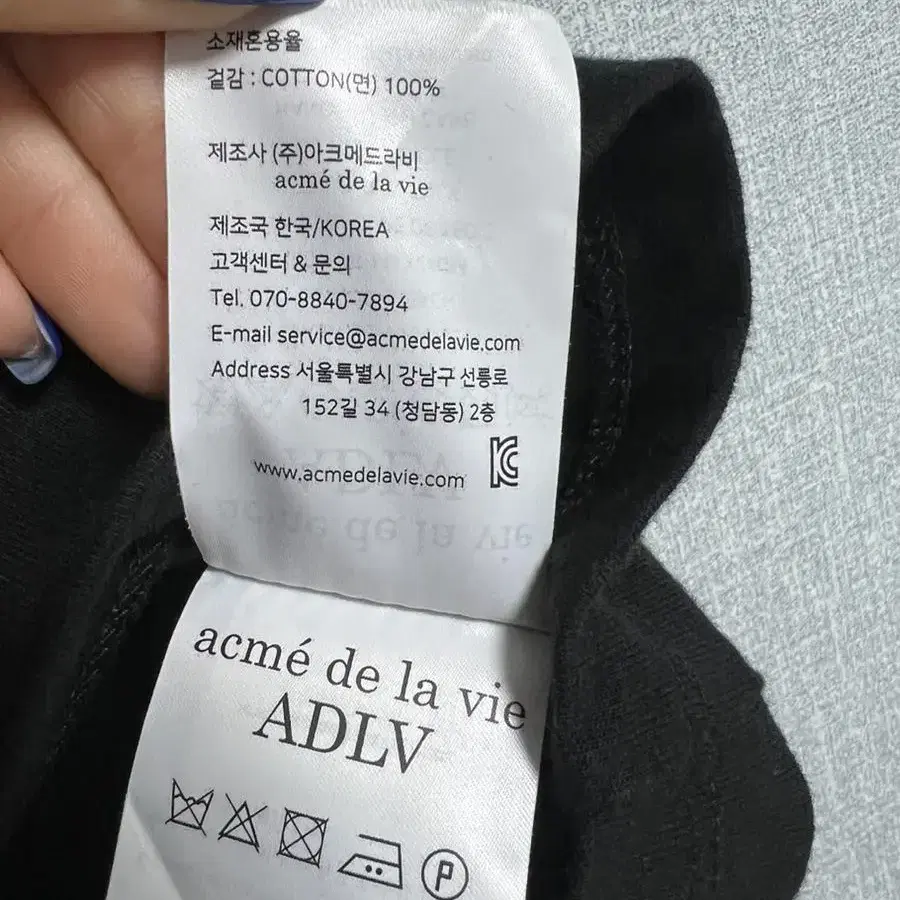 소재혼용율
겉감 : COTTON(면) 100%
제조사 (주)아크메드라비
acmé de la vie
제조국 한국/KOREA
고객센터 & 문의
Tel. 070-8840-7894
E-mail service@acmedelavie.com
Address 서울특별시 강남구 선릉로
152길 34 (청담동) 2층
www.acmedelavie.com
acmé de la vie
ADLV
P